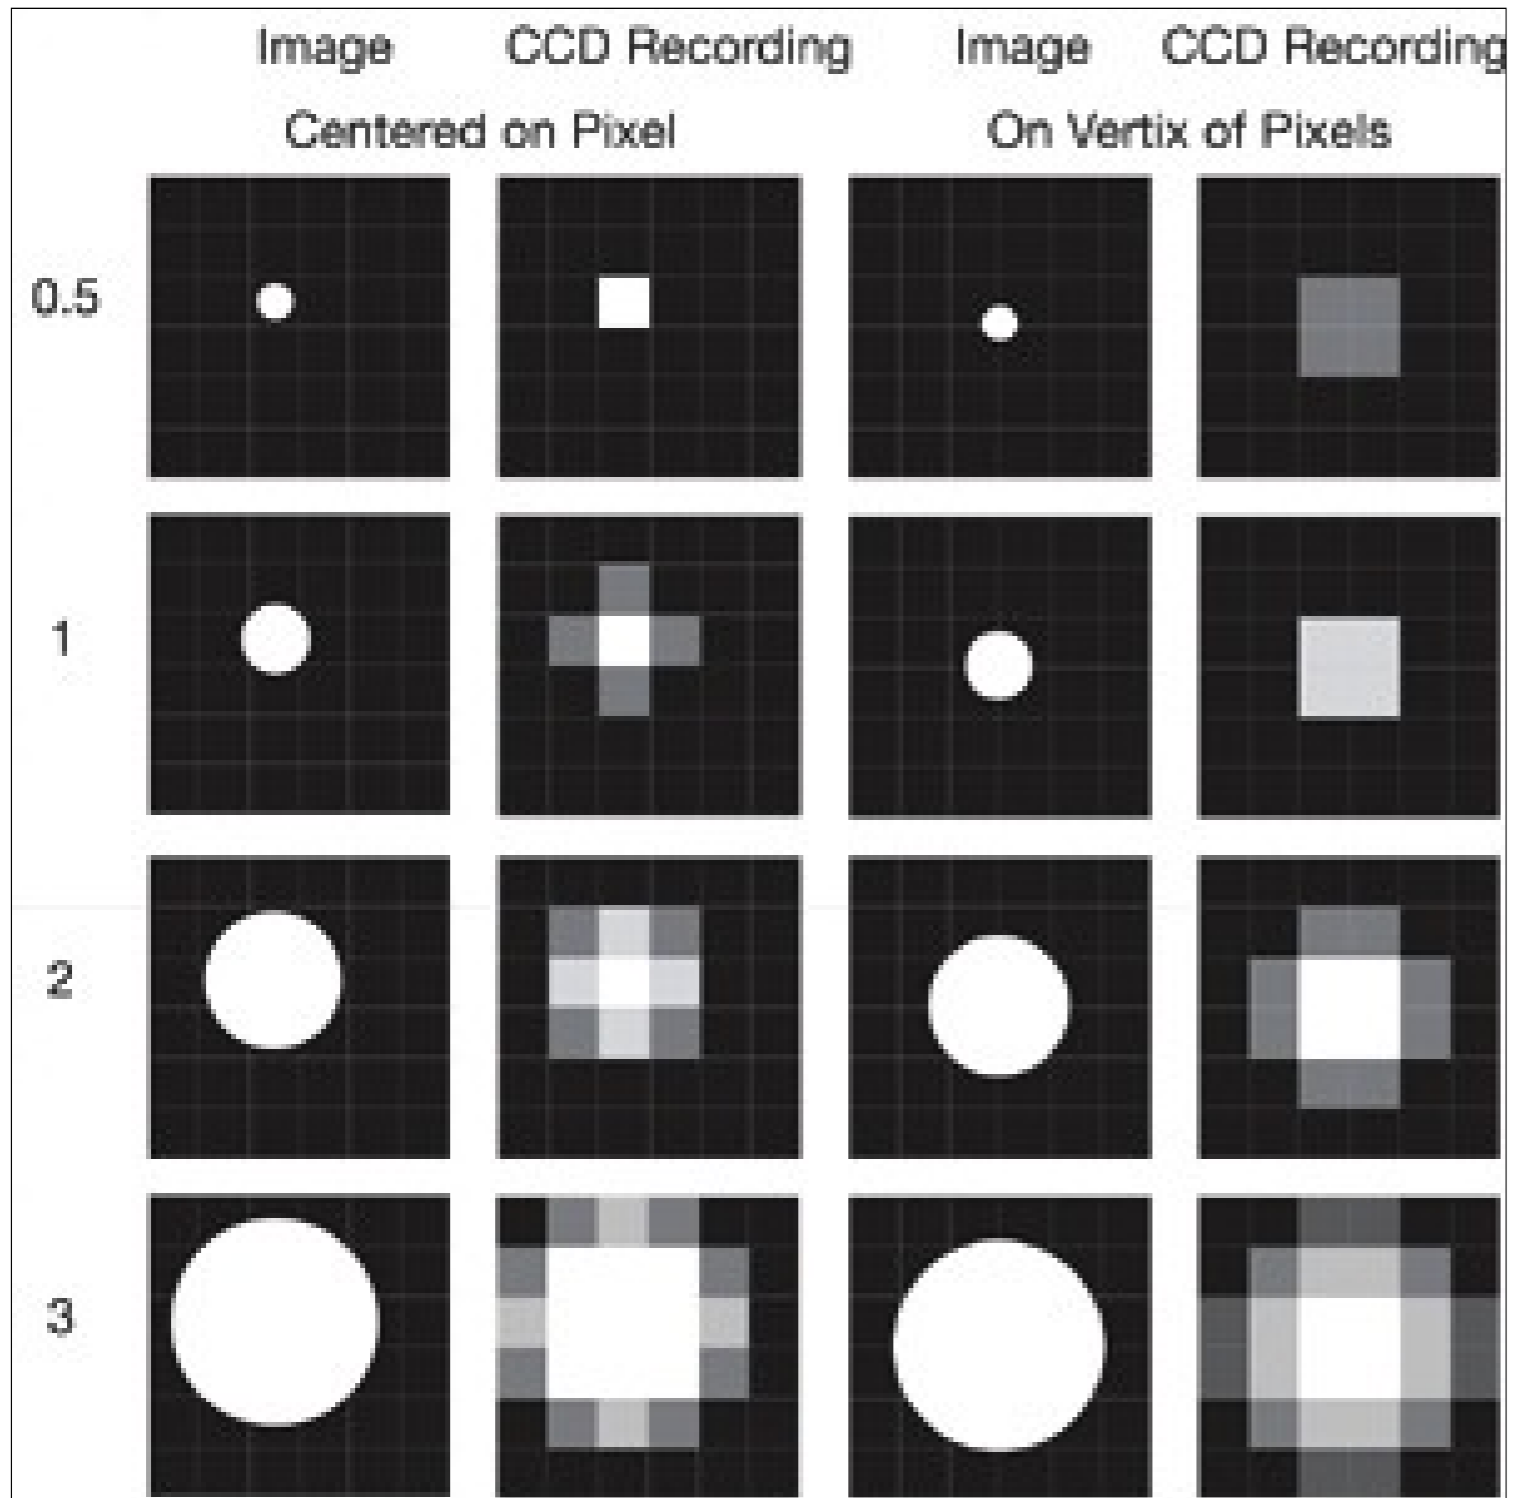 Image CCD Recording Image CCD Recording
Centered on Pixel On Vertix of Pixels
0.5
1
2
3